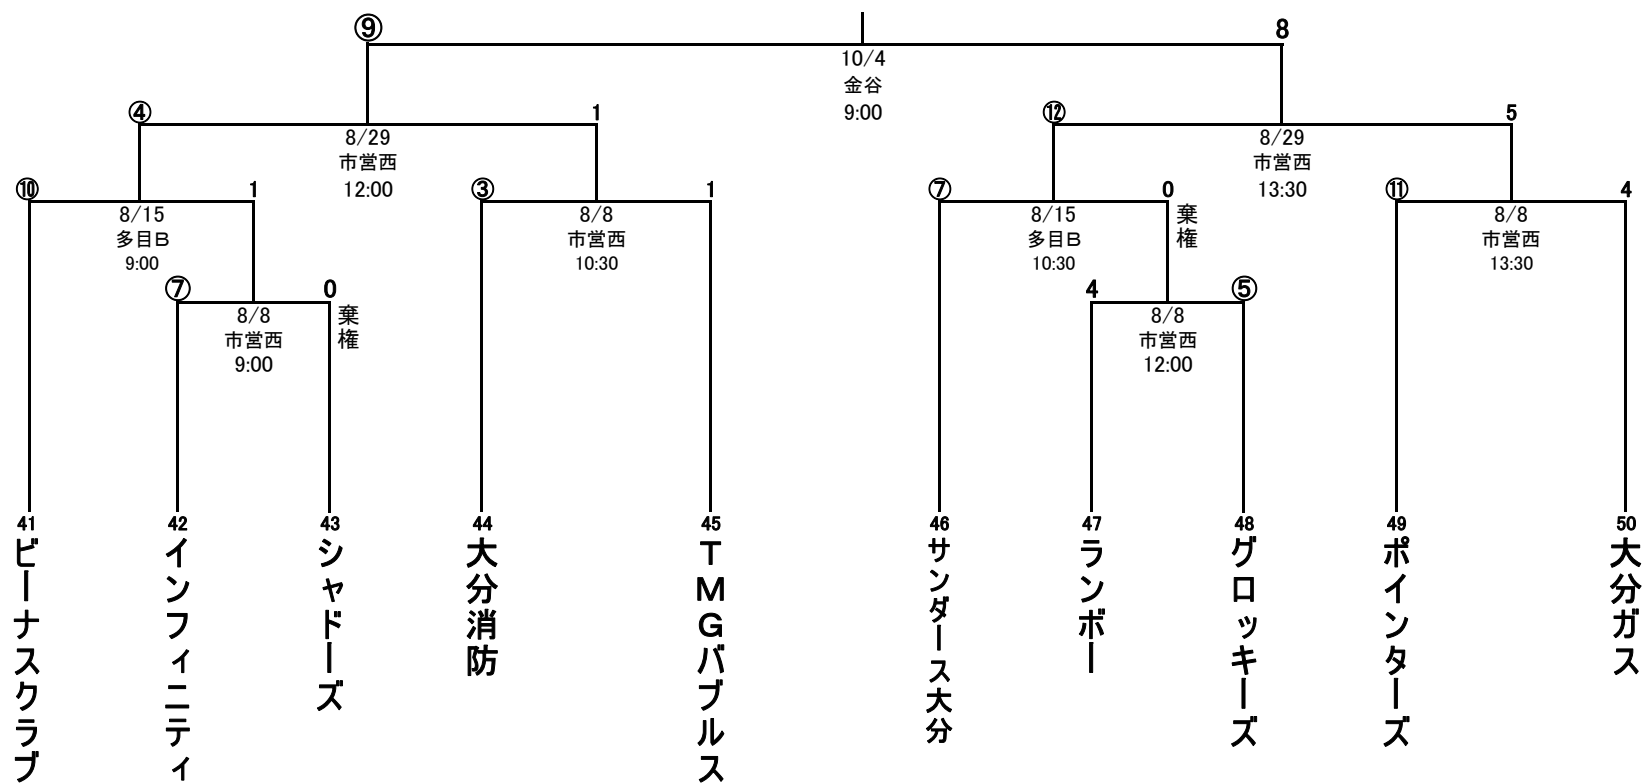 ⑨ 8
10/4
金谷
9:00
④ 1 ⑫ 5
8/29 8/29
市営西 市営西
12:00 13:30
⑩ 1 ③ 1 ⑦ 0 ⑪ 4
棄権
8/15 8/8 8/15 8/8
多目B 市営西 多目B 市営西
9:00 10:30 10:30 13:30
⑦ 0 4 ⑤
棄権
8/8 8/8
市営西 市営西
9:00 12:00
41 42 43 44 45 46 47 48 49 50
ビーナスクラブ
インフィニティ
シャドーズ
大分消防
TMGバブルス
サンダース大分
ランボー
グロッキーズ
ポインターズ
大分ガス